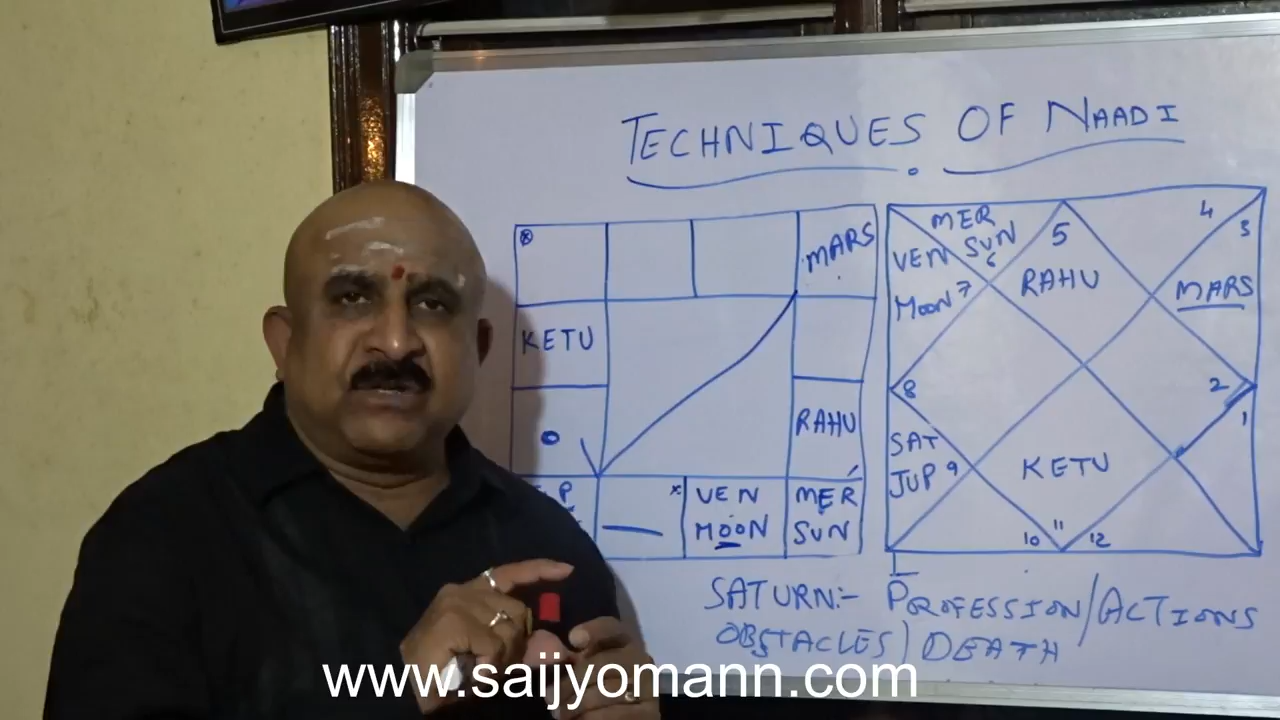 TECHNIQUES OF NAADI
MARS
KETU
RAHU
VEN
MOON
MER
SUN
MER
SUN
6
VEN
MOON 7
5
RAHU
4
3
MARS
8
2
1
SAT
JUP 9
KETU
10
11
12
SATURN:- PROFESSION/ACTIONS
OBSTACLES/DEATH
www.saijyomann.com